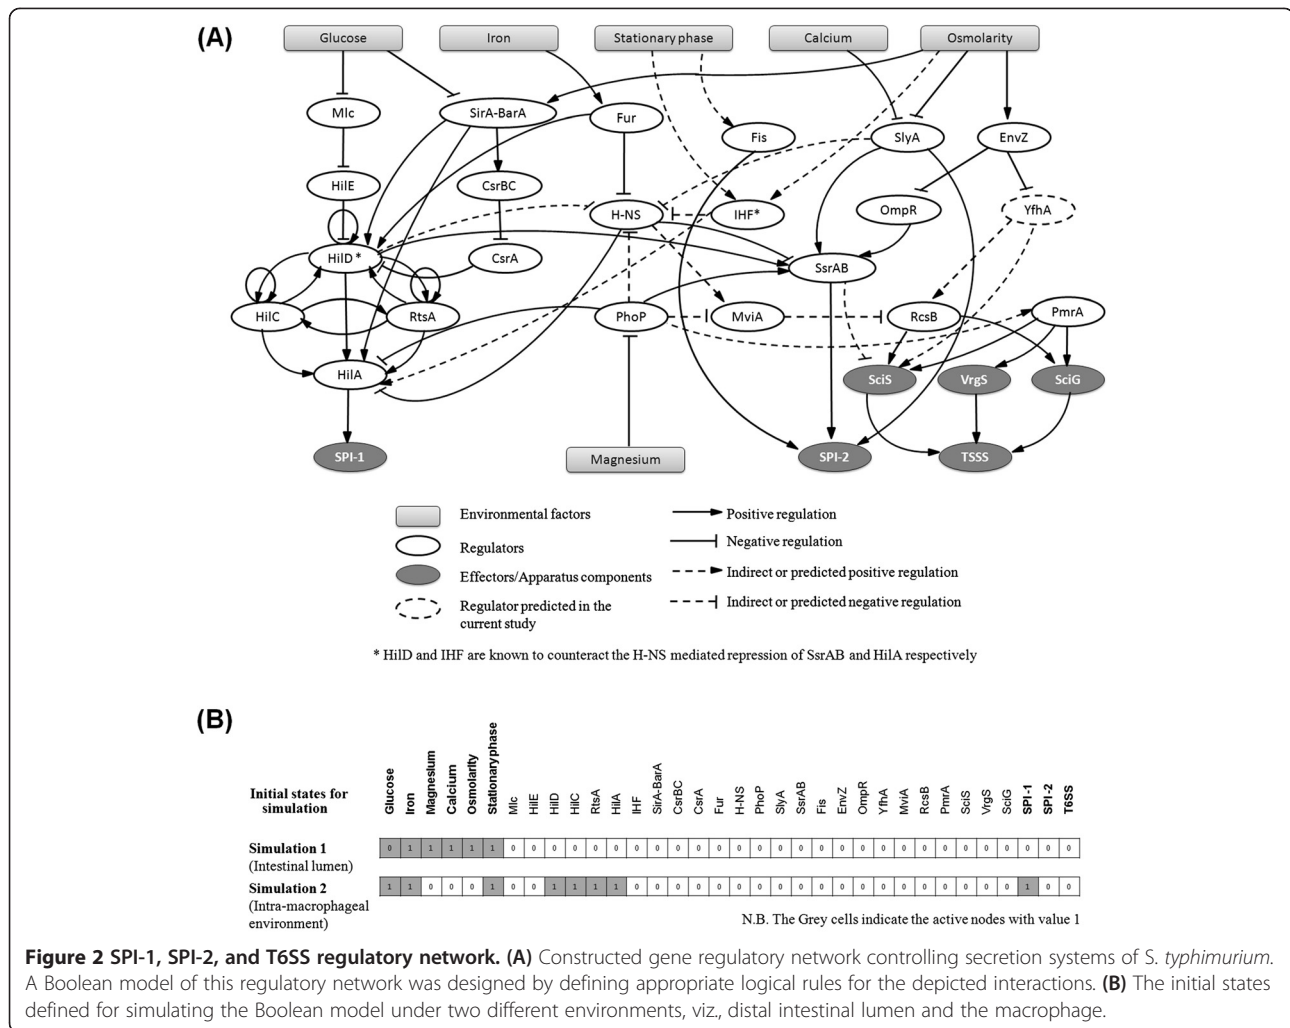 (A)
Glucose
Iron
Stationary phase
Calcium
Osmolarity
Mlc
SirA-BarA
Fur
Fis
SlyA
EnvZ
HilE
CsrBC
H-NS
IHF*
OmpR
YfhA
HilD *
CsrA
SsrAB
HilC
RtsA
PhoP
MviA
RcsB
PmrA
HilA
SciS
VrgS
SciG
SPI-1
Magnesium
SPI-2
TSSS
Environmental factors
Positive regulation
Regulators
Negative regulation
Effectors/Apparatus components
Indirect or predicted positive regulation
Regulator predicted in the
current study
Indirect or predicted negative regulation
* HilD and IHF are known to counteract the H-NS mediated repression of SsrAB and HilA respectively
(B)
Initial states for
simulation
Glucose Iron Magnesium Calcium Osmolarity Stationary phase Mlc HilE HilD HilC RtsA HilA IHF SirA-BarA CsrBC CsrA Fur H-NS PhoP SlyA SsrAB Fis EnvZ OmpR YfhA MviA RcsB PmrA SciS VrgS SciG SPI-1 SPI-2 T6SS
Simulation 1
(Intestinal lumen)
0 1 1 1 1 1 0 0 0 0 0 0 0 0 0 0 0 0 0 0 0 0 0 0 0 0 0 0 0 0 0 0 0 0
Simulation 2
(Intra-macrophageal
environment)
1 1 0 0 0 1 0 0 1 1 1 1 0 0 0 0 0 0 0 0 0 0 0 0 0 0 0 0 0 0 0 1 0 0
N.B. The Grey cells indicate the active nodes with value 1
Figure 2 SPI-1, SPI-2, and T6SS regulatory network. (A) Constructed gene regulatory network controlling secretion systems of S. typhimurium.
A Boolean model of this regulatory network was designed by defining appropriate logical rules for the depicted interactions. (B) The initial states
defined for simulating the Boolean model under two different environments, viz., distal intestinal lumen and the macrophage.